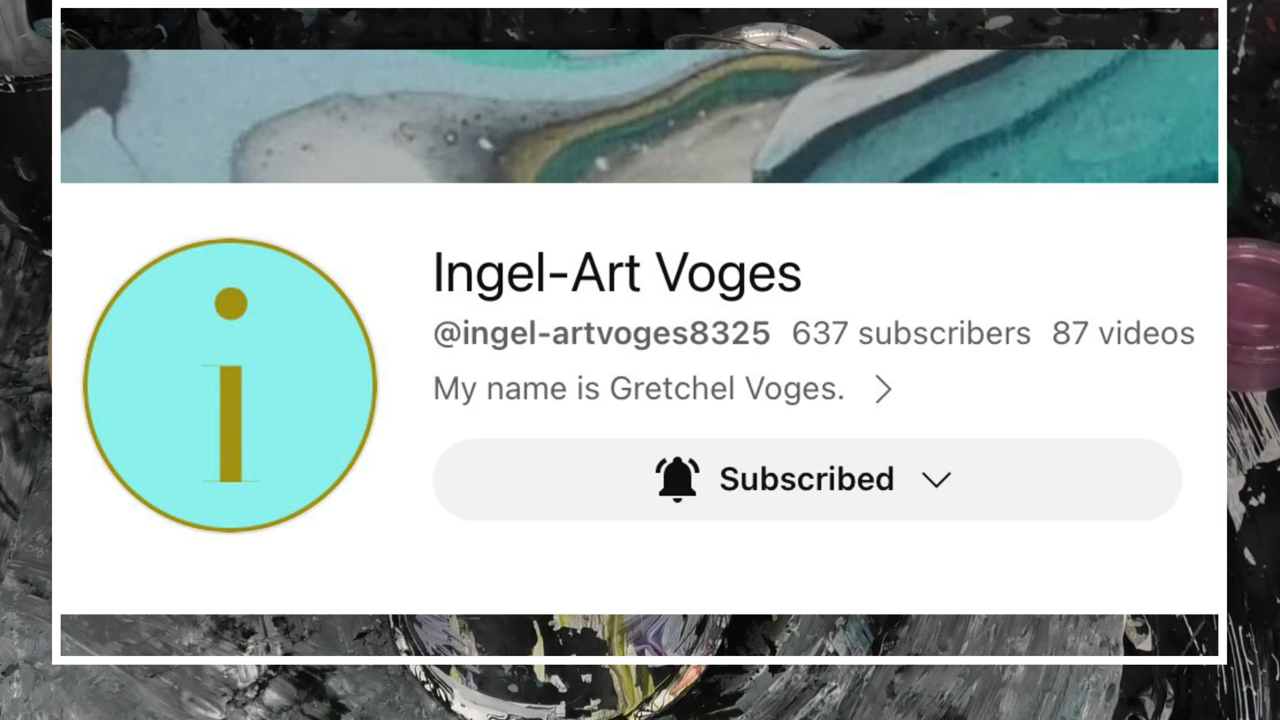 i
Ingel-Art Voges
@ingel-artvoges8325 637 subscribers 87 videos
My name is Gretchel Voges.
Subscribed